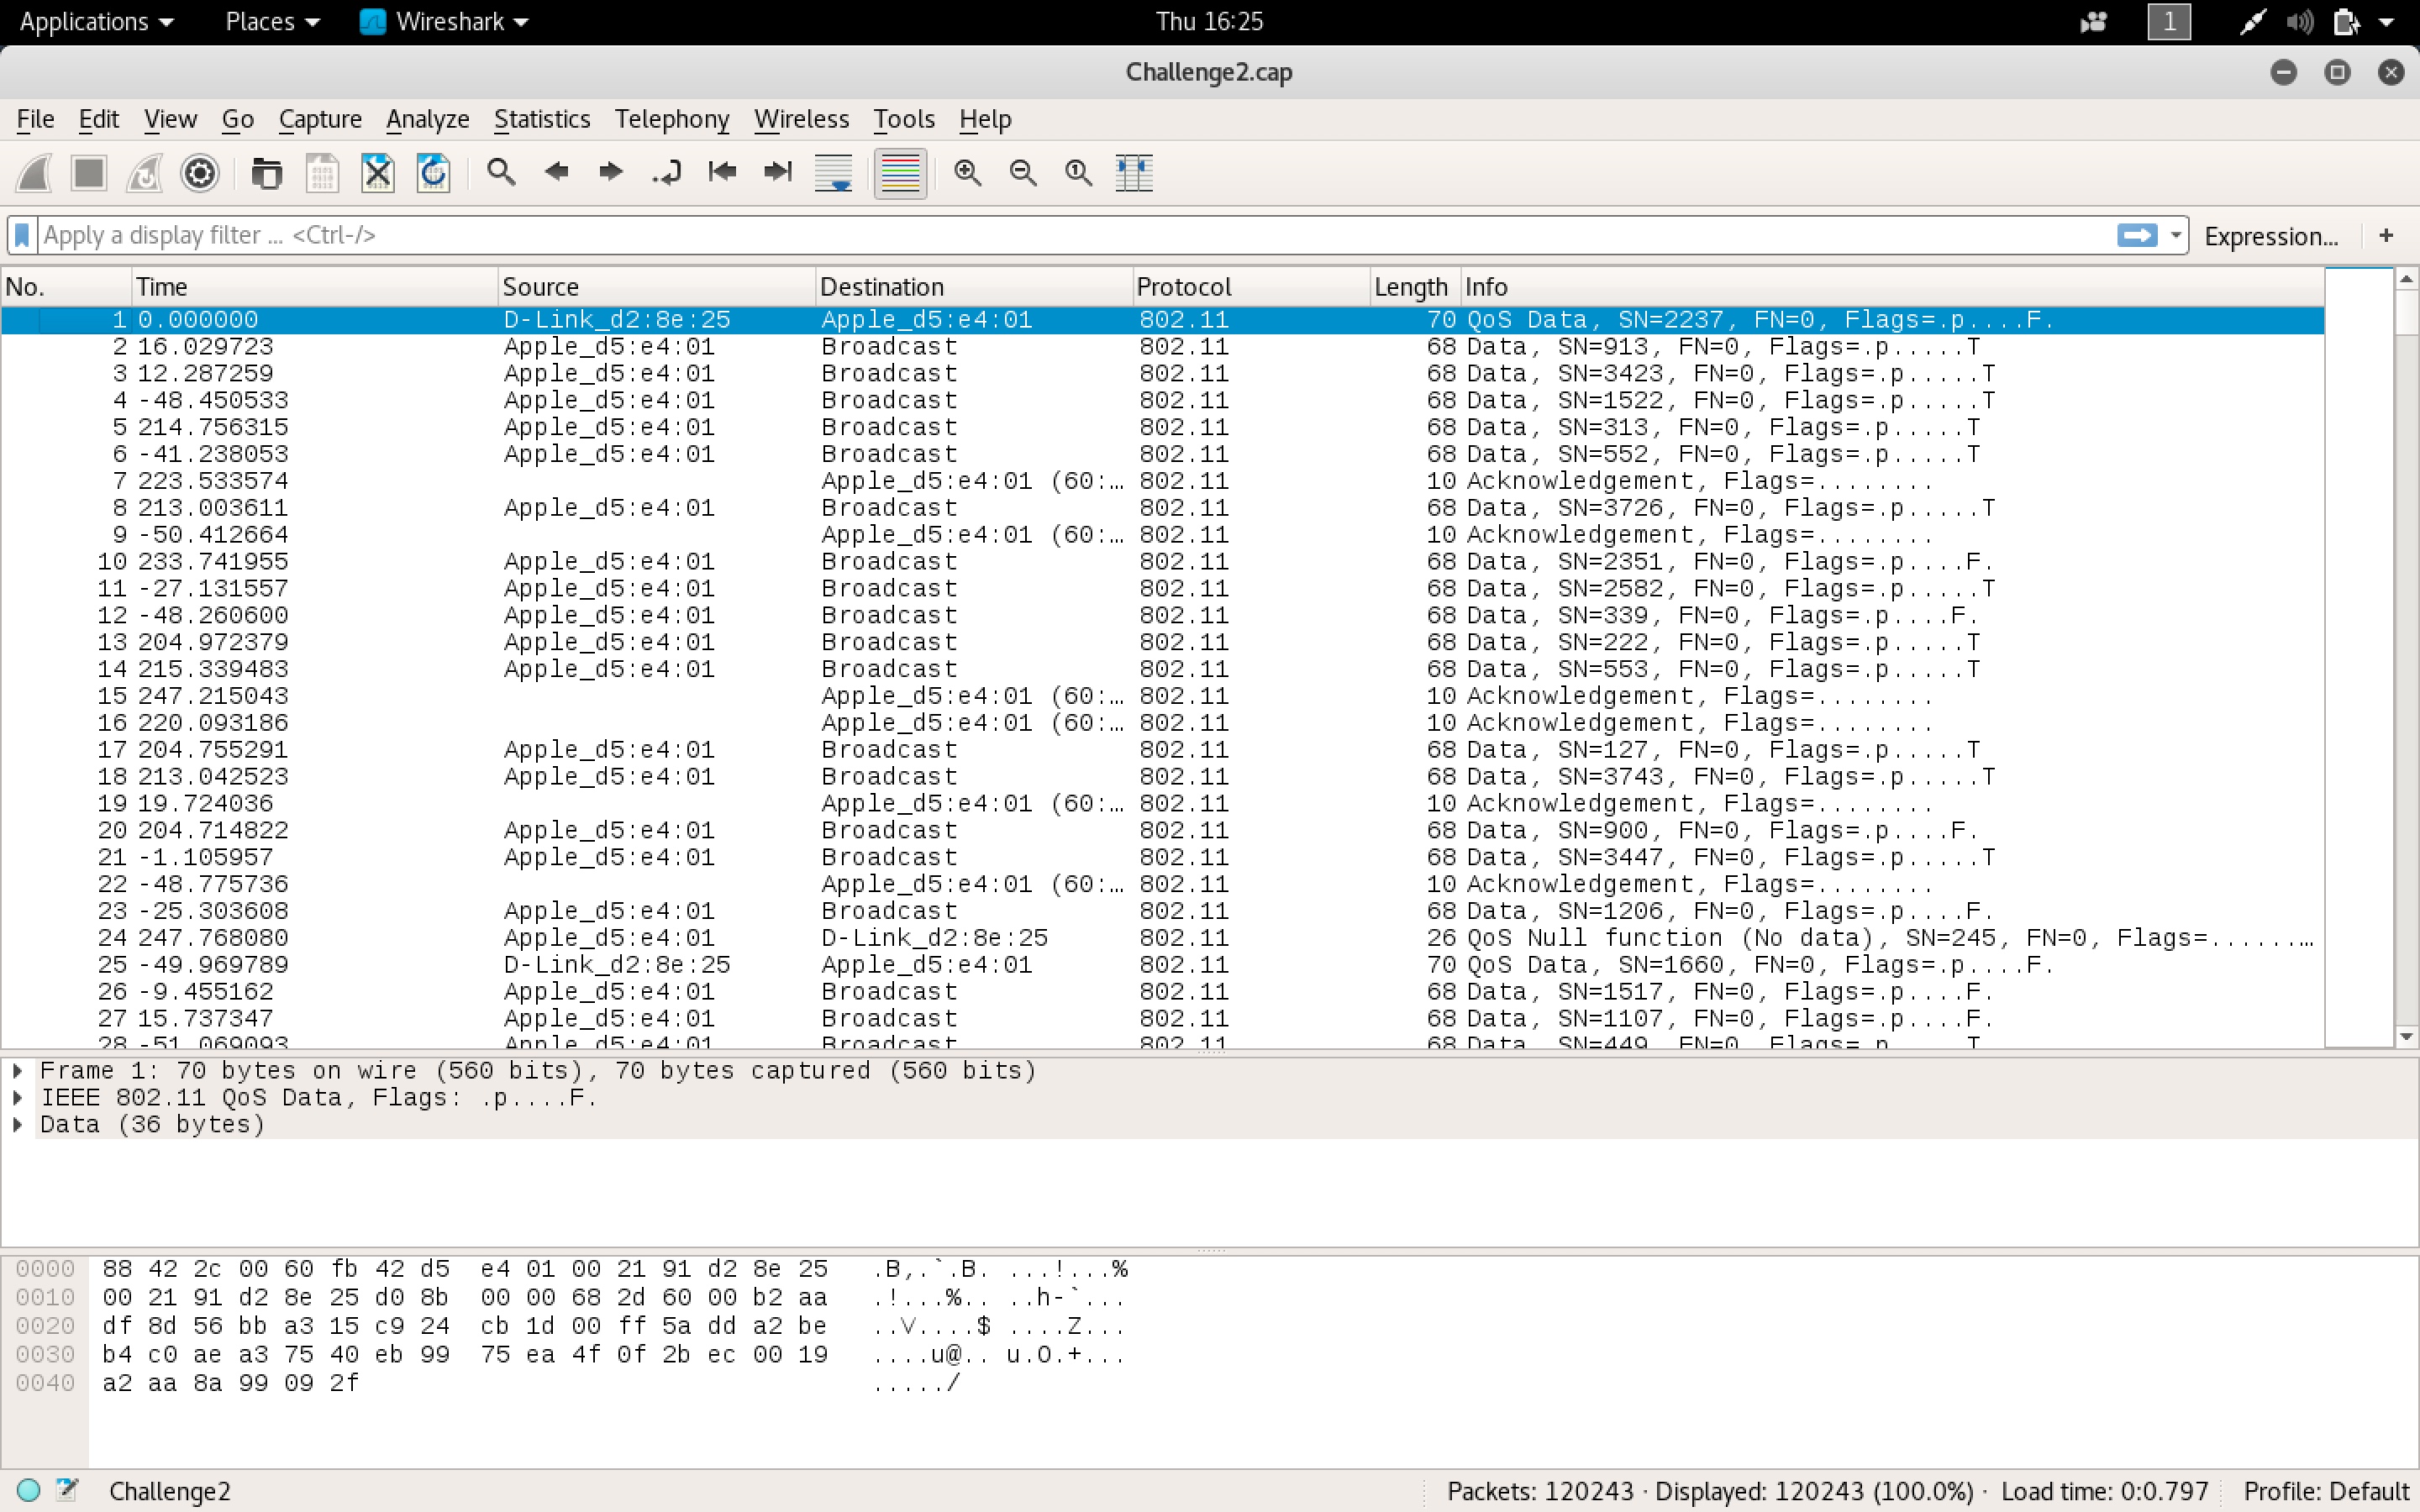 Applications Places Wireshark Thu 16:25 1
Challenge2.cap
File Edit View Go Capture Analyze Statistics Telephony Wireless Tools Help
Apply a display filter ... <Ctrl-/> Expression... +
No. Time Source Destination Protocol Length Info
1 0.000000 D-Link_d2:8e:25 Apple_d5:e4:01 802.11 70 QoS Data, SN=2237, FN=0, Flags=.p....F.
2 16.029723 Apple_d5:e4:01 Broadcast 802.11 68 Data, SN=913, FN=0, Flags=.p.....T
3 12.287259 Apple_d5:e4:01 Broadcast 802.11 68 Data, SN=3423, FN=0, Flags=.p.....T
4 -48.450533 Apple_d5:e4:01 Broadcast 802.11 68 Data, SN=1522, FN=0, Flags=.p.....T
5 214.756315 Apple_d5:e4:01 Broadcast 802.11 68 Data, SN=313, FN=0, Flags=.p.....T
6 -41.238053 Apple_d5:e4:01 Broadcast 802.11 68 Data, SN=552, FN=0, Flags=.p.....T
7 223.533574 Apple_d5:e4:01 (60:… 802.11 10 Acknowledgement, Flags=........
8 213.003611 Apple_d5:e4:01 Broadcast 802.11 68 Data, SN=3726, FN=0, Flags=.p.....T
9 -50.412664 Apple_d5:e4:01 (60:… 802.11 10 Acknowledgement, Flags=........
10 233.741955 Apple_d5:e4:01 Broadcast 802.11 68 Data, SN=2351, FN=0, Flags=.p....F.
11 -27.131557 Apple_d5:e4:01 Broadcast 802.11 68 Data, SN=2582, FN=0, Flags=.p.....T
12 -48.260600 Apple_d5:e4:01 Broadcast 802.11 68 Data, SN=339, FN=0, Flags=.p....F.
13 204.972379 Apple_d5:e4:01 Broadcast 802.11 68 Data, SN=222, FN=0, Flags=.p.....T
14 215.339483 Apple_d5:e4:01 Broadcast 802.11 68 Data, SN=553, FN=0, Flags=.p.....T
15 247.215043 Apple_d5:e4:01 (60:… 802.11 10 Acknowledgement, Flags=........
16 220.093186 Apple_d5:e4:01 (60:… 802.11 10 Acknowledgement, Flags=........
17 204.755291 Apple_d5:e4:01 Broadcast 802.11 68 Data, SN=127, FN=0, Flags=.p.....T
18 213.042523 Apple_d5:e4:01 Broadcast 802.11 68 Data, SN=3743, FN=0, Flags=.p.....T
19 19.724036 Apple_d5:e4:01 (60:… 802.11 10 Acknowledgement, Flags=........
20 204.714822 Apple_d5:e4:01 Broadcast 802.11 68 Data, SN=900, FN=0, Flags=.p....F.
21 -1.105957 Apple_d5:e4:01 Broadcast 802.11 68 Data, SN=3447, FN=0, Flags=.p.....T
22 -48.775736 Apple_d5:e4:01 (60:… 802.11 10 Acknowledgement, Flags=........
23 -25.303608 Apple_d5:e4:01 Broadcast 802.11 68 Data, SN=1206, FN=0, Flags=.p....F.
24 247.768080 Apple_d5:e4:01 D-Link_d2:8e:25 802.11 26 QoS Null function (No data), SN=245, FN=0, Flags=.......…
25 -49.969789 D-Link_d2:8e:25 Apple_d5:e4:01 802.11 70 QoS Data, SN=1660, FN=0, Flags=.p....F.
26 -9.455162 Apple_d5:e4:01 Broadcast 802.11 68 Data, SN=1517, FN=0, Flags=.p....F.
27 15.737347 Apple_d5:e4:01 Broadcast 802.11 68 Data, SN=1107, FN=0, Flags=.p....F.
28 -51.069093 Apple_d5:e4:01 Broadcast 802.11 68 Data, SN=449, FN=0, Flags=.p.....T
Frame 1: 70 bytes on wire (560 bits), 70 bytes captured (560 bits)
IEEE 802.11 QoS Data, Flags: .p....F.
Data (36 bytes)
0000 88 42 2c 00 60 fb 42 d5 e4 01 00 21 91 d2 8e 25 .B,.`.B. ...!...%
0010 00 21 91 d2 8e 25 d0 8b 00 00 68 2d 60 00 b2 aa .!...%.. ..h-`...
0020 df 8d 56 bb a3 15 c9 24 cb 1d 00 ff 5a dd a2 be ..V....$ ....Z...
0030 b4 c0 ae a3 75 40 eb 99 75 ea 4f 0f 2b ec 00 19 ....u@.. u.O.+...
0040 a2 aa 8a 99 09 2f ...../
Challenge2 Packets: 120243 · Displayed: 120243 (100.0%) · Load time: 0:0.797 Profile: Default